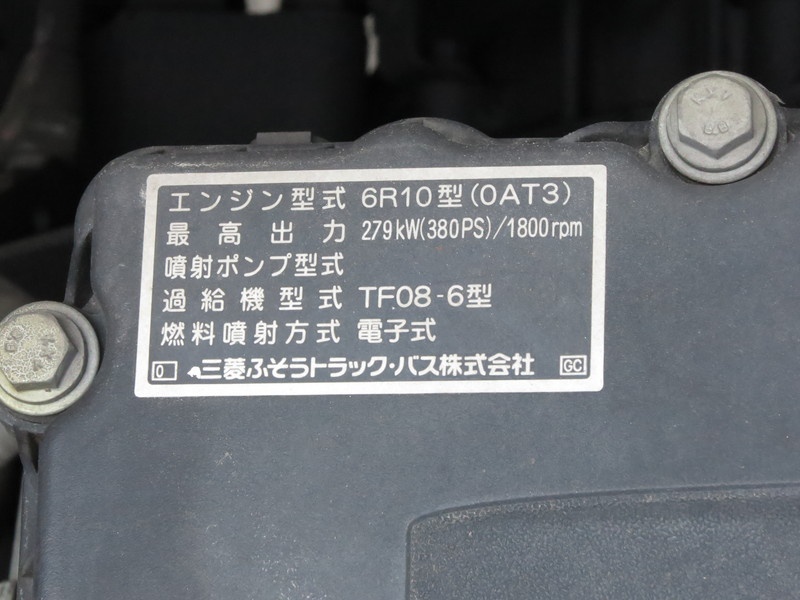 エンジン型式 6R10型(0AT3)
最高出力 279kW(380PS)/1800rpm
噴射ポンプ型式
過給機型式 TF08-6型
燃料噴射方式 電子式
0 三菱ふそうトラック・バス株式会社 GC